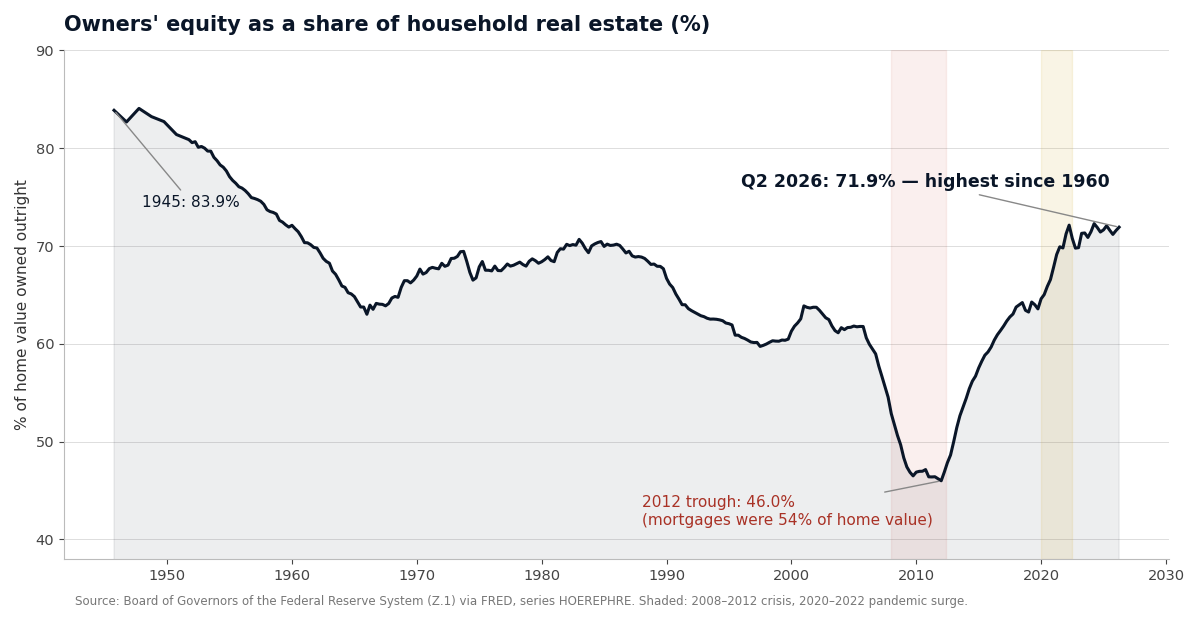 Owners' equity as a share of household real estate (%)
% of home value owned outright
90
80
70
60
50
40
1945: 83.9%
Q2 2026: 71.9% — highest since 1960
2012 trough: 46.0%
(mortgages were 54% of home value)
1950
1960
1970
1980
1990
2000
2010
2020
2030
Source: Board of Governors of the Federal Reserve System (Z.1) via FRED, series HOEREPHRE. Shaded: 2008–2012 crisis, 2020–2022 pandemic surge.